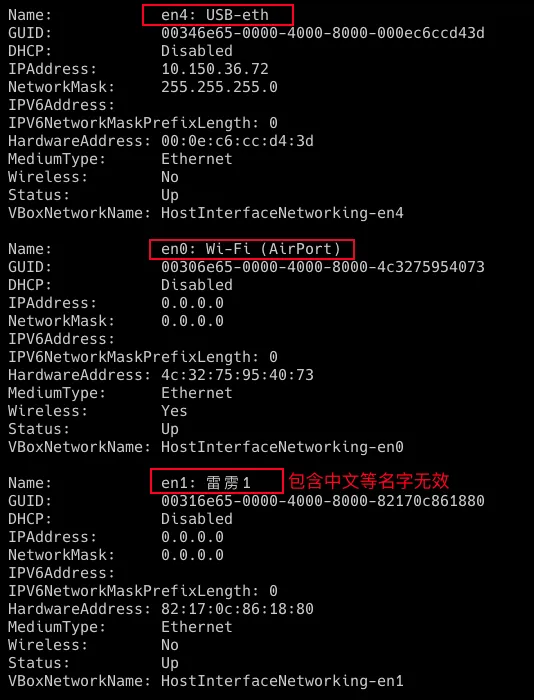 Name: en4: USB-eth
GUID: 00346e65-0000-4000-8000-000ec6ccd43d
DHCP: Disabled
IPAddress: 10.150.36.72
NetworkMask: 255.255.255.0
IPV6Address:
IPV6NetworkMaskPrefixLength: 0
HardwareAddress: 00:0e:c6:cc:d4:3d
MediumType: Ethernet
Wireless: No
Status: Up
VBoxNetworkName: HostInterfaceNetworking-en4
Name: en0: Wi-Fi (AirPort)
GUID: 00306e65-0000-4000-8000-4c3275954073
DHCP: Disabled
IPAddress: 0.0.0.0
NetworkMask: 0.0.0.0
IPV6Address:
IPV6NetworkMaskPrefixLength: 0
HardwareAddress: 4c:32:75:95:40:73
MediumType: Ethernet
Wireless: Yes
Status: Up
VBoxNetworkName: HostInterfaceNetworking-en0
Name: en1: 雷雳1 包含中文等名字无效
GUID: 00316e65-0000-4000-8000-82170c861880
DHCP: Disabled
IPAddress: 0.0.0.0
NetworkMask: 0.0.0.0
IPV6Address:
IPV6NetworkMaskPrefixLength: 0
HardwareAddress: 82:17:0c:86:18:80
MediumType: Ethernet
Wireless: No
Status: Up
VBoxNetworkName: HostInterfaceNetworking-en1